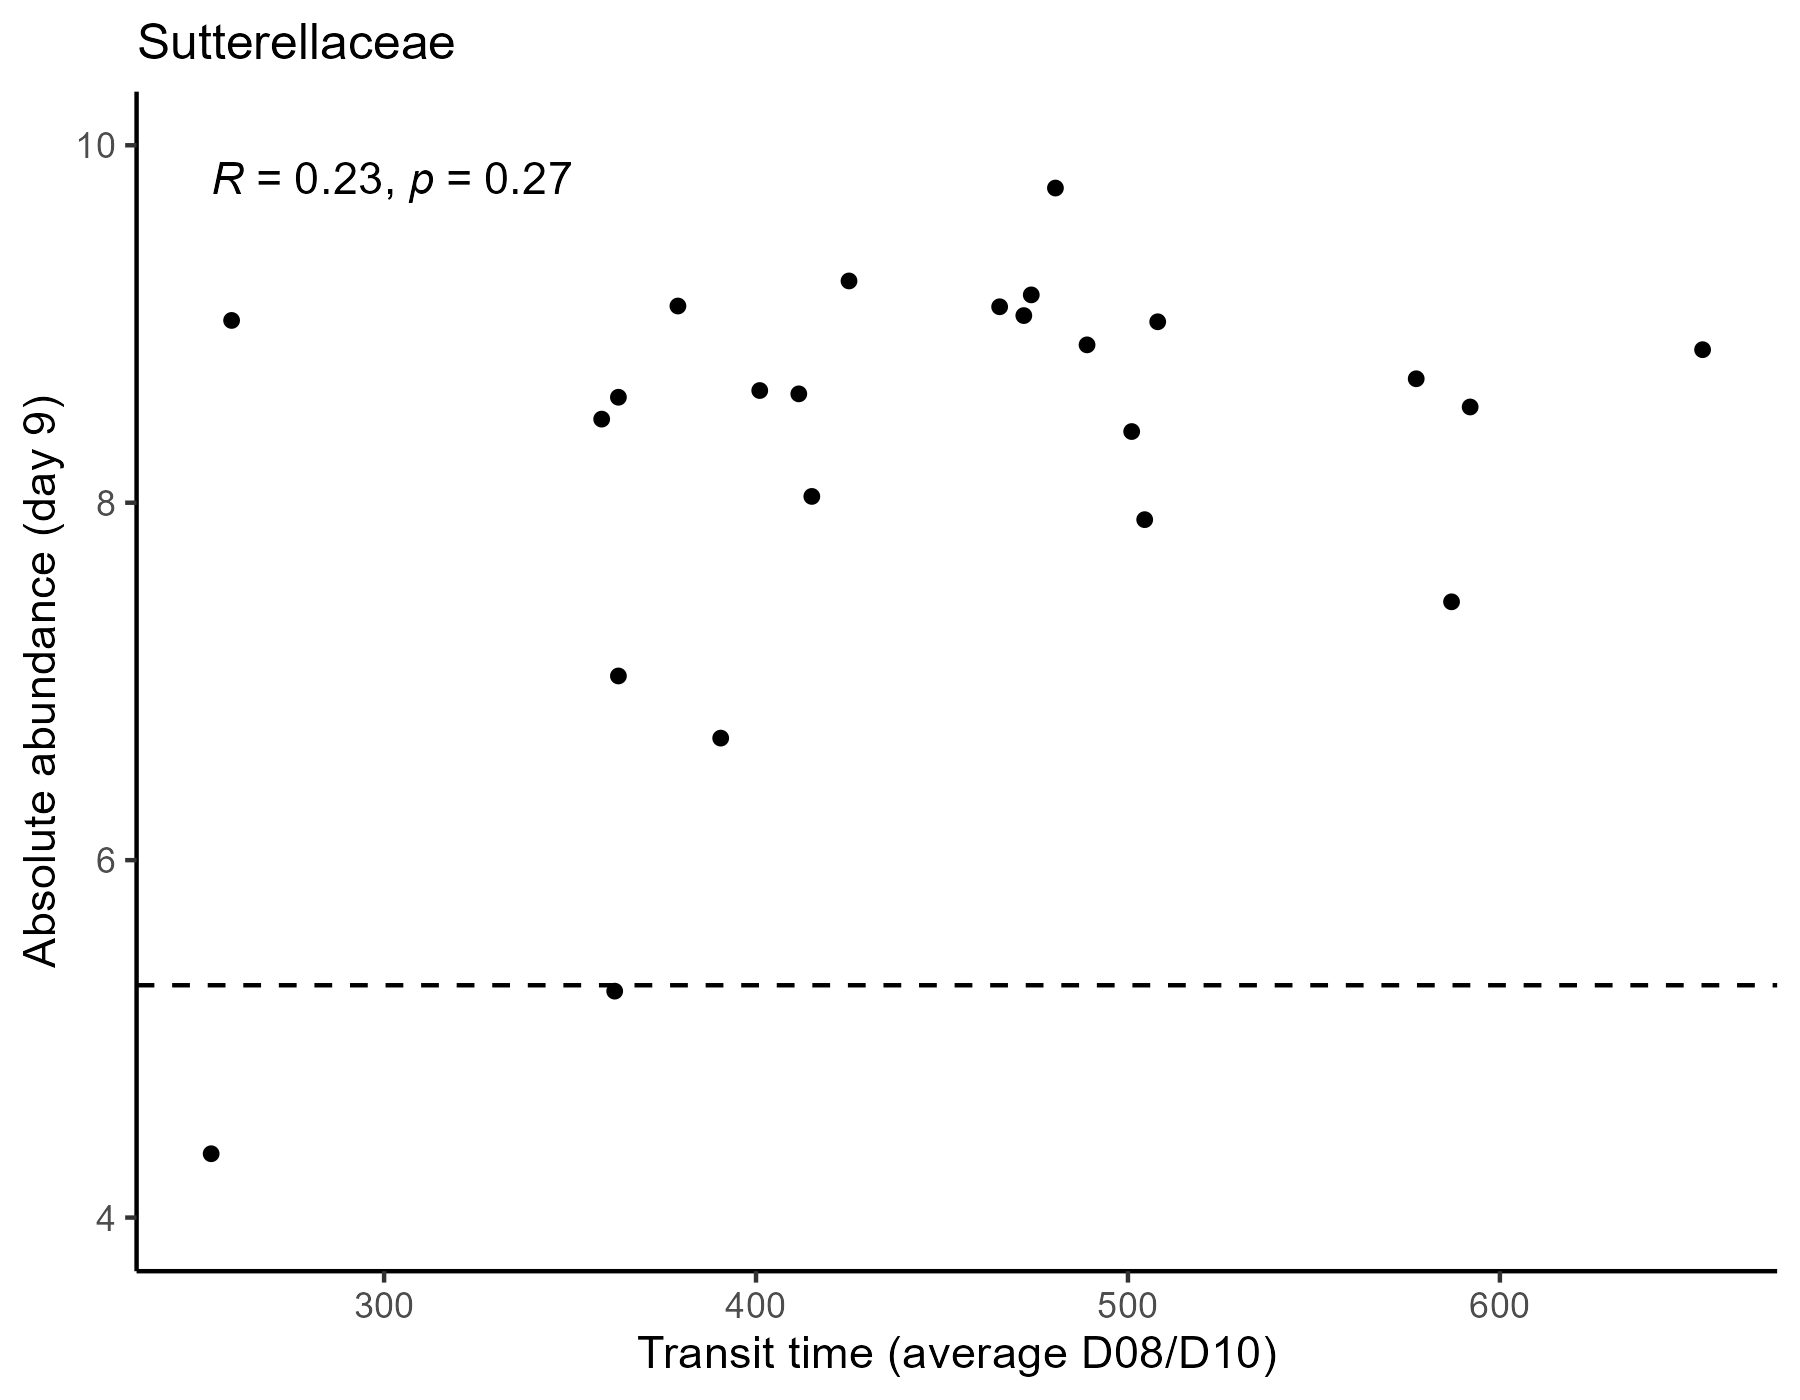 Sutterellaceae
10
R = 0.23, p = 0.27
8
6
4
Absolute abundance (day 9)
300 400 500 600
Transit time (average D08/D10)